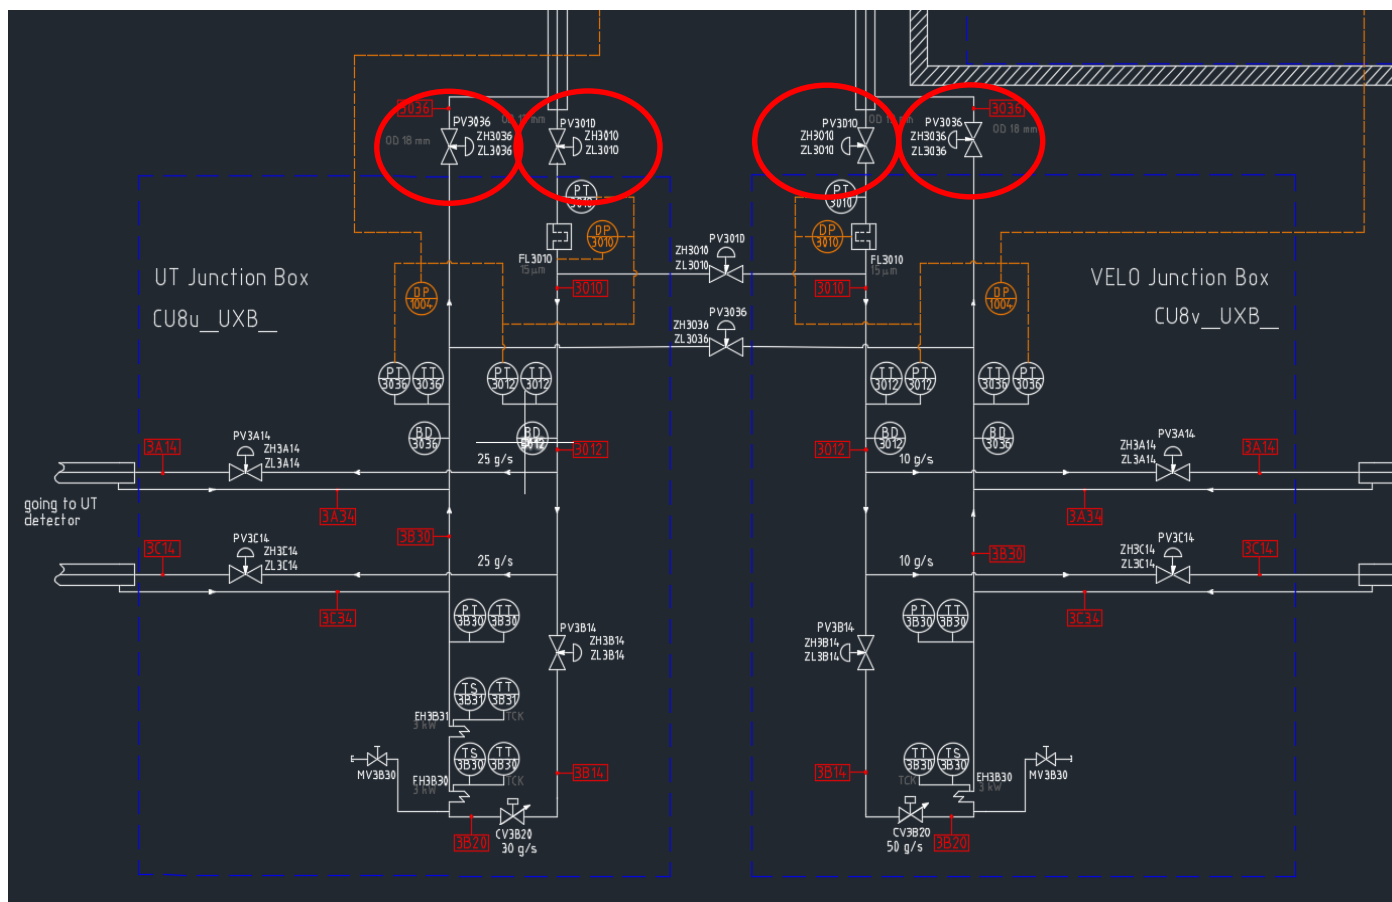 3036
3036
PV3036
ZH3036
ZL3036
OD 18 mm
PV3010
ZH3010
ZL3010
PV3010
ZH3010
ZL3010
PV3036
ZH3036
ZL3036
OD 18 mm
PT
3010
PT
3010
DP
3010
DP
3010
FL3010
15 µm
FL3010
15 µm
PV3010
ZH3010
ZL3010
3010
3010
UT Junction Box
CU8u_UXB_
VELO Junction Box
CU8v_UXB_
DP
1004
DP
1004
PV3036
ZH3036
ZL3036
PT
3036
TT
3036
PT
3012
TT
3012
TT
3012
PT
3012
TT
3036
PT
3036
BD
3036
BD
3012
BD
3012
BD
3036
3A14
PV3A14
ZH3A14
ZL3A14
25 g/s
3012
3012
10 g/s
PV3A14
ZH3A14
ZL3A14
3A14
going to UT
detector
3A34
3A34
3B30
3B30
3C14
PV3C14
ZH3C14
ZL3C14
25 g/s
10 g/s
PV3C14
ZH3C14
ZL3C14
3C14
3C34
3C34
PT
3B30
TT
3B30
PV3B14
ZH3B14
ZL3B14
PV3B14
ZH3B14
ZL3B14
PT
3B30
TT
3B30
TS
3B31
TT
3B31
TCK
EH3B31
3 kW
TS
3B30
TT
3B30
TCK
EH3B30
3 kW
MV3B30
3B14
3B14
TT
3B30
TS
3B30
TCK
EH3B30
3 kW
MV3B30
3B20
CV3B20
30 g/s
CV3B20
50 g/s
3B20